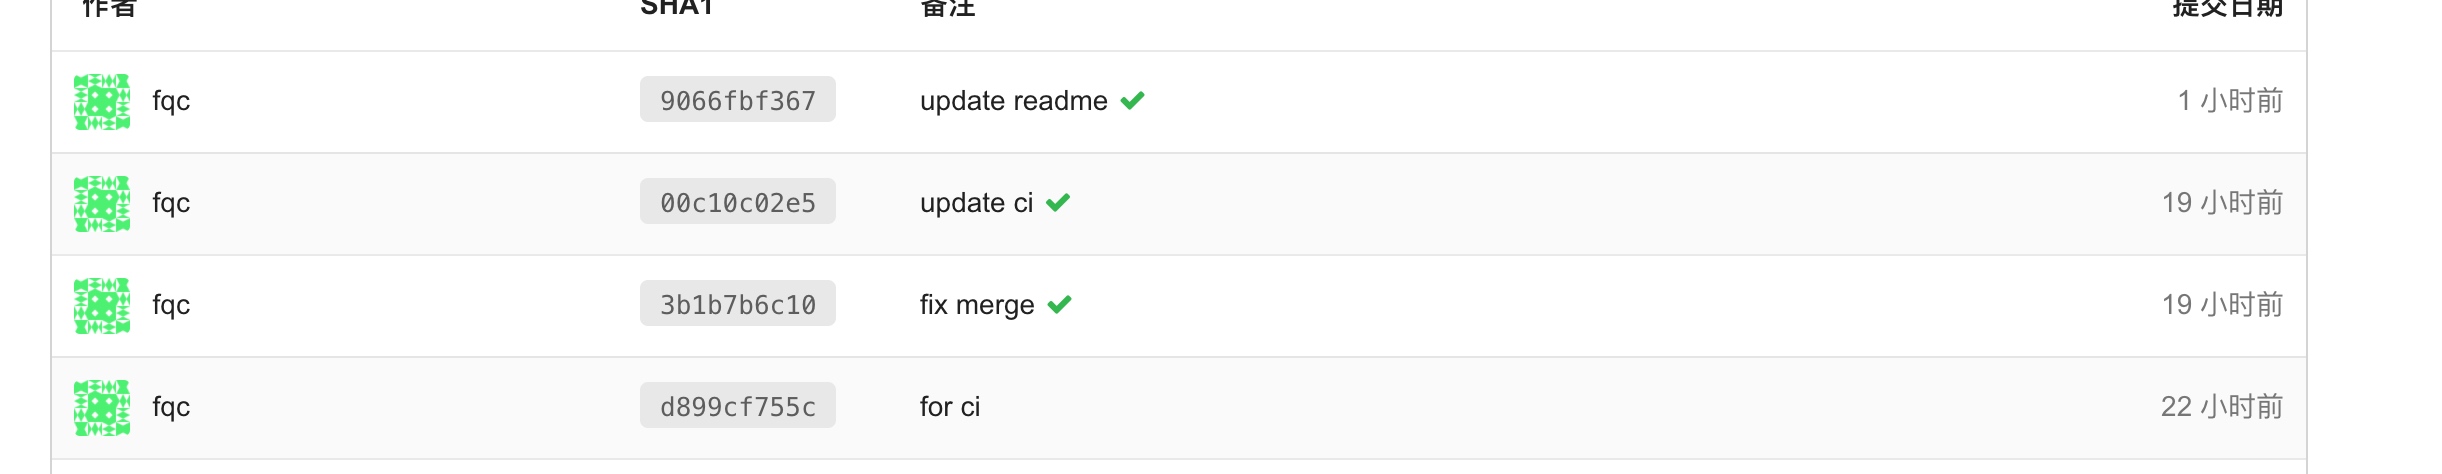 作者 SHA1 备注 提交日期
fqc 9066fbf367 update readme 1 小时前
fqc 00c10c02e5 update ci 19 小时前
fqc 3b1b7b6c10 fix merge 19 小时前
fqc d899cf755c for ci 22 小时前